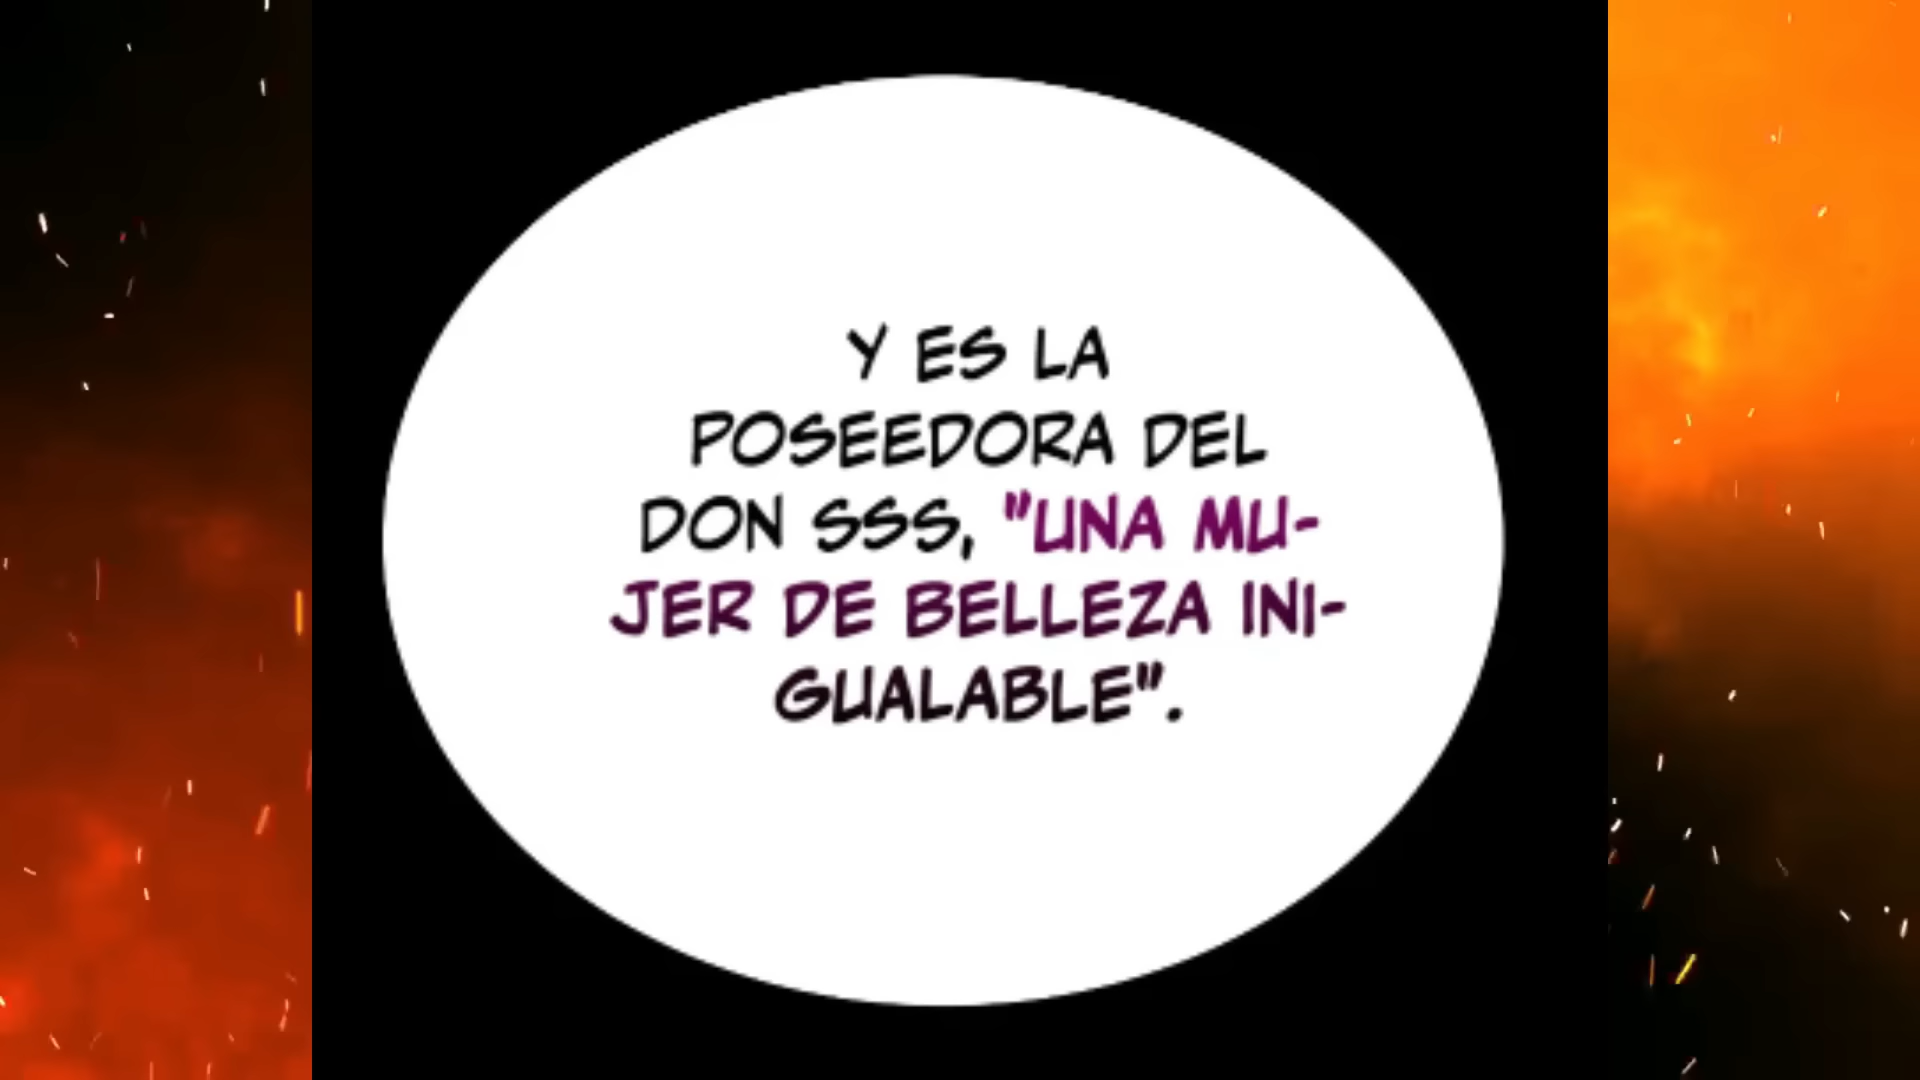 Y ES LA
POSEEDORA DEL
DON SSS, "UNA MU-
JER DE BELLEZA INI-
GUALABLE".